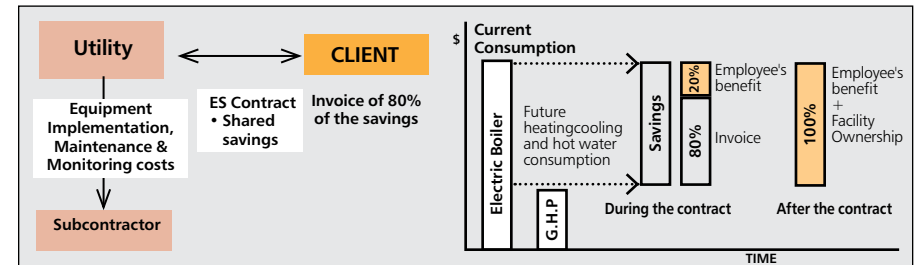 Utility
CLIENT
Equipment
Implementation,
Maintenance &
Monitoring costs
ES Contract
• Shared
savings
Invoice of 80%
of the savings
Subcontractor
$
Current
Consumption
Electric Boiler
Future
heatingcooling
and hot water
consumption
G.H.P
Savings
20%
80%
Employee's
benefit
Invoice
During the contract
100%
Employee's
benefit
+
Facility
Ownership
After the contract
TIME